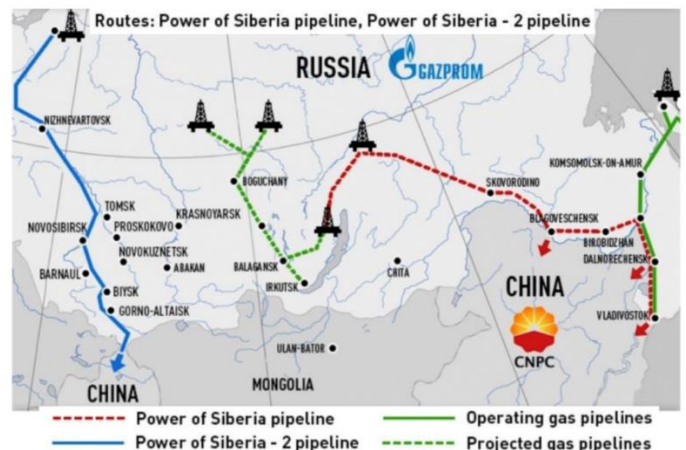 Routes: Power of Siberia pipeline, Power of Siberia - 2 pipeline
RUSSIA
GAZPROM
NIZHNEVARTOVSK
KOMSOMOLSK-ON-AMUR
BOGUCHANY
SKOVORODINO
TOMSK
KRASNOYARSK
PROSKOKOVO
NOVOSIBIRSK
BLAGOVESCHENSK
BIROBIDZHAN
NOVOKUZNETSK
DALNORECHENSK
BALAGANSK
ABAKAN
CHITA
BARNAUL
IRKUTSK
CHINA
BIYSK
GORNO-ALTAISK
VLADIVOSTOK
ULAN-BATOR
CNPC
MONGOLIA
CHINA
Power of Siberia pipeline
Operating gas pipelines
Power of Siberia - 2 pipeline
Projected gas pipelines